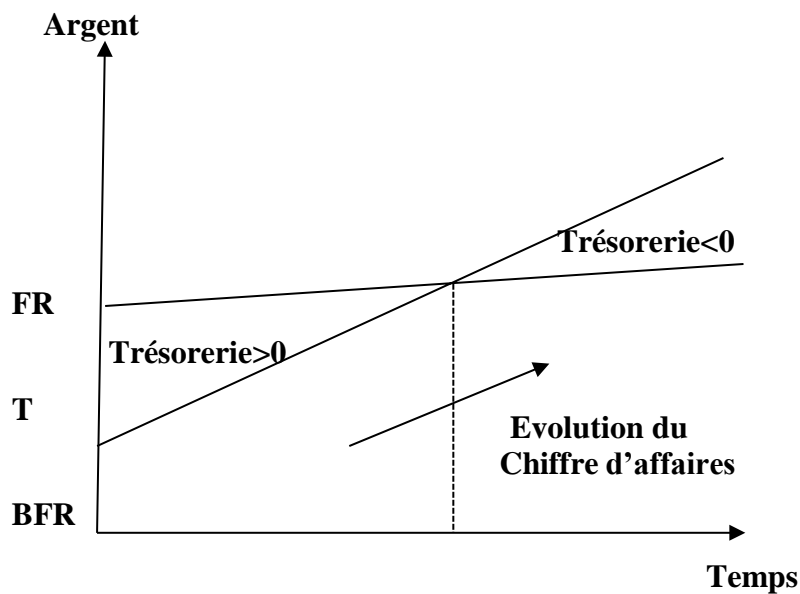 Argent
Trésorerie<0
FR
Trésorerie>0
T
Evolution du
Chiffre d’affaires
BFR
Temps